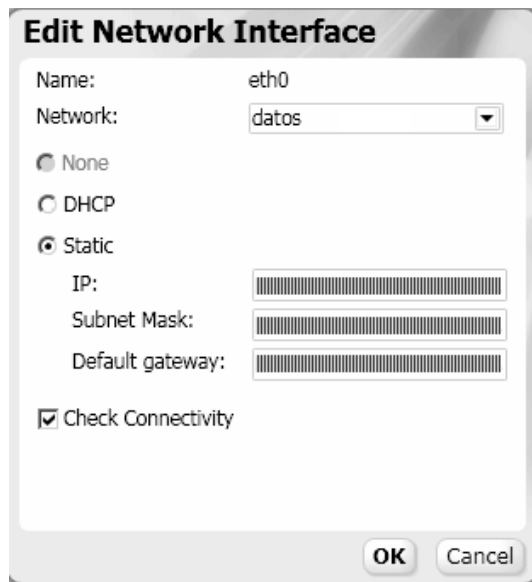 Edit Network Interface
Name: eth0
Network: datos
None
DHCP
Static
IP:
Subnet Mask:
Default gateway:
Check Connectivity
OK Cancel